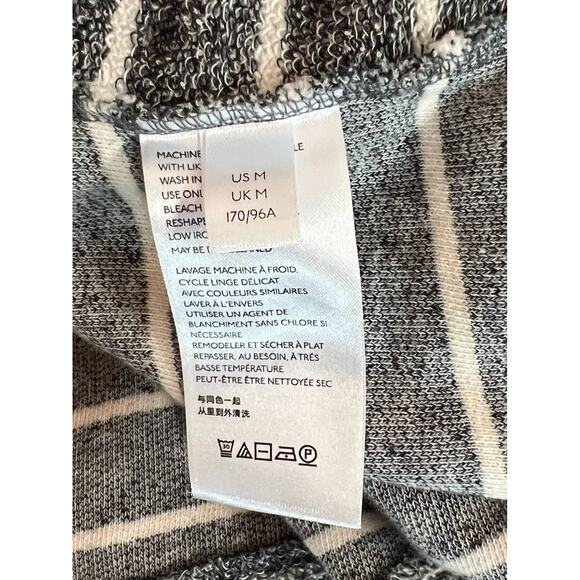 US M
UK M
170/96A
MACHINE LE
WITH LIK
WASH IN
USE ONL
BLEACH
RESHAPE
LOW IRO
MAY BE
LAVAGE MACHINE À FROID,
CYCLE LINGE DÉLICAT
AVEC COULEURS SIMILAIRES
LAVER À L'ENVERS
UTILISER UN AGENT DE
BLANCHIMENT SANS CHLORE SI
NÉCESSAIRE
REMODELER ET SÉCHER À PLAT
REPASSER, AU BESOIN, À TRÈS
BASSE TEMPÉRATURE
PEUT-ÊTRE ÊTRE NETTOYÉE SEC
与同色一起
从里到外清洗
30
P